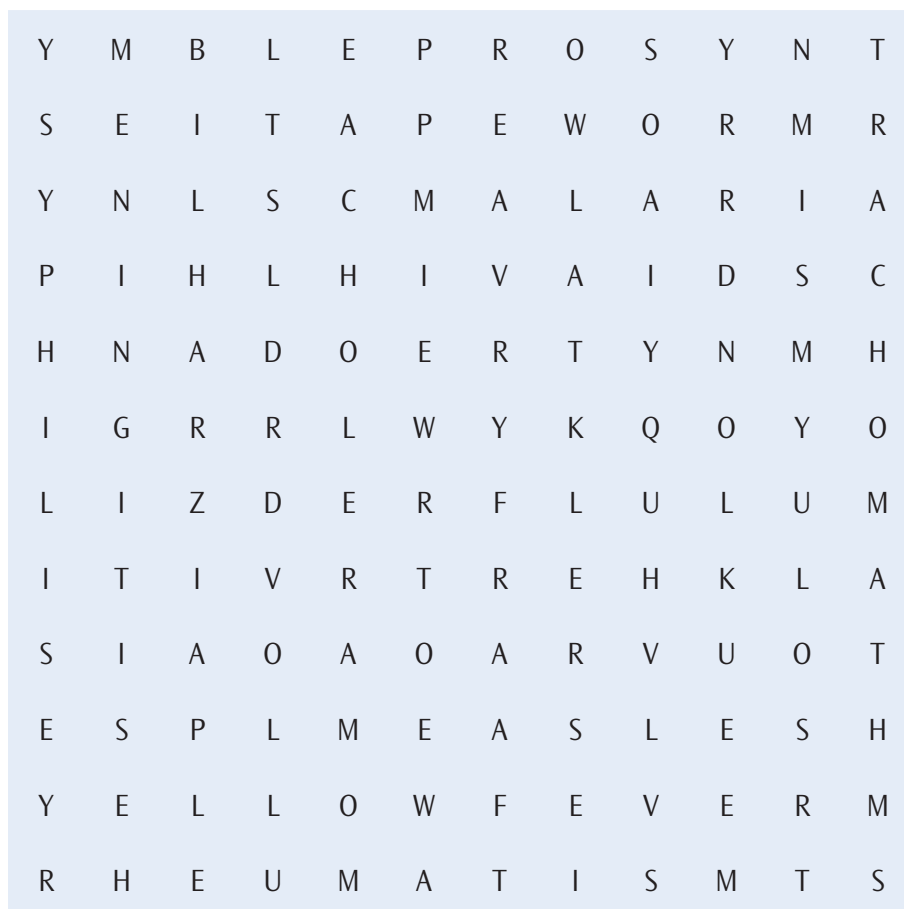 Y M B L E P R O S Y N T
S E I T A P E W O R M R
Y N L S C M A L A R I A
P I H L H I V A I D S C
H N A D O E R T Y N M H
I G R R L W Y K Q O Y O
L I Z D E R F L U L U M
I T I V R T R E H K L A
S I A O A O A R V U O T
E S P L M E A S L E S H
Y E L L O W F E V E R M
R H E U M A T I S M T S